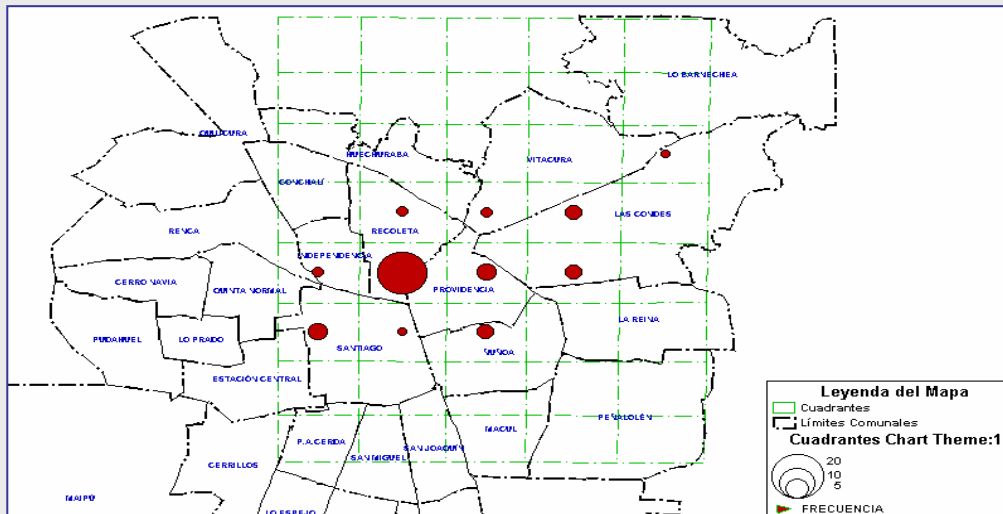 LO BARNECHEA
QUILICURA
HUECHURABA
VITACURA
CONCHALÍ
LAS CONDES
RENCA
RECOLETA
INDEPENDENCIA
CERRO NAVIA
QUINTA NORMAL
PROVIDENCIA
LA REINA
PUDAHUEL
LO PRADO
SANTIAGO
ÑUÑOA
ESTACIÓN CENTRAL
PEÑALOLÉN
MACUL
P.A.CERDA
SAN JOAQUÍN
SAN MIGUEL
CERRILLOS
MAIPÚ
LO ESPEJO
Leyenda del Mapa
Cuadrantes
Límites Comunales
Cuadrantes Chart Theme:1
20
10
5
FRECUENCIA